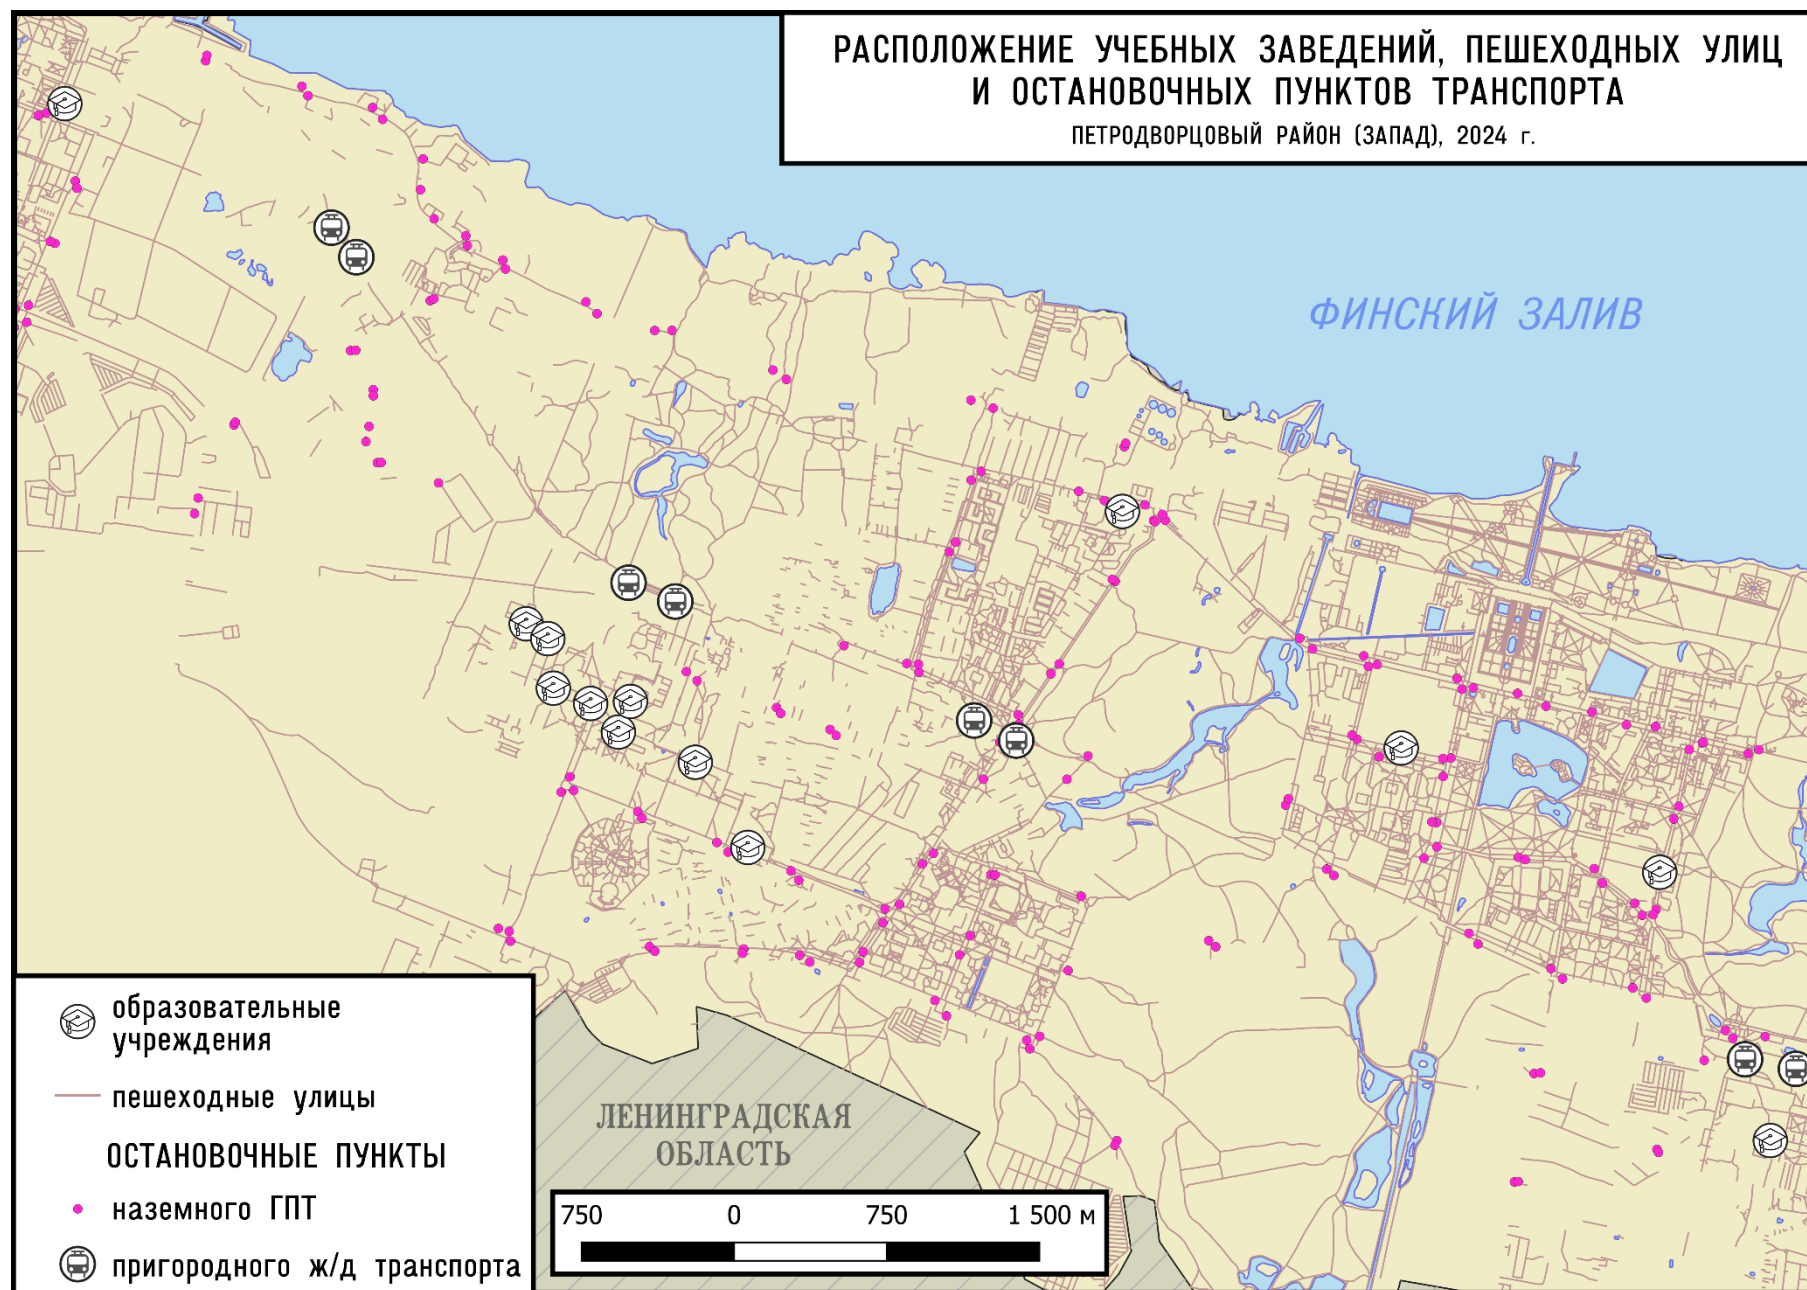 РАСПОЛОЖЕНИЕ УЧЕБНЫХ ЗАВЕДЕНИЙ, ПЕШЕХОДНЫХ УЛИЦ
И ОСТАНОВОЧНЫХ ПУНКТОВ ТРАНСПОРТА
ПЕТРОДВОРЦОВЫЙ РАЙОН (ЗАПАД), 2024 г.
ФИНСКИЙ ЗАЛИВ
образовательные
учреждения
пешеходные улицы
ОСТАНОВОЧНЫЕ ПУНКТЫ
наземного ГПТ
пригородного ж/д транспорта
ЛЕНИНГРАДСКАЯ
ОБЛАСТЬ
750 0 750 1 500 м